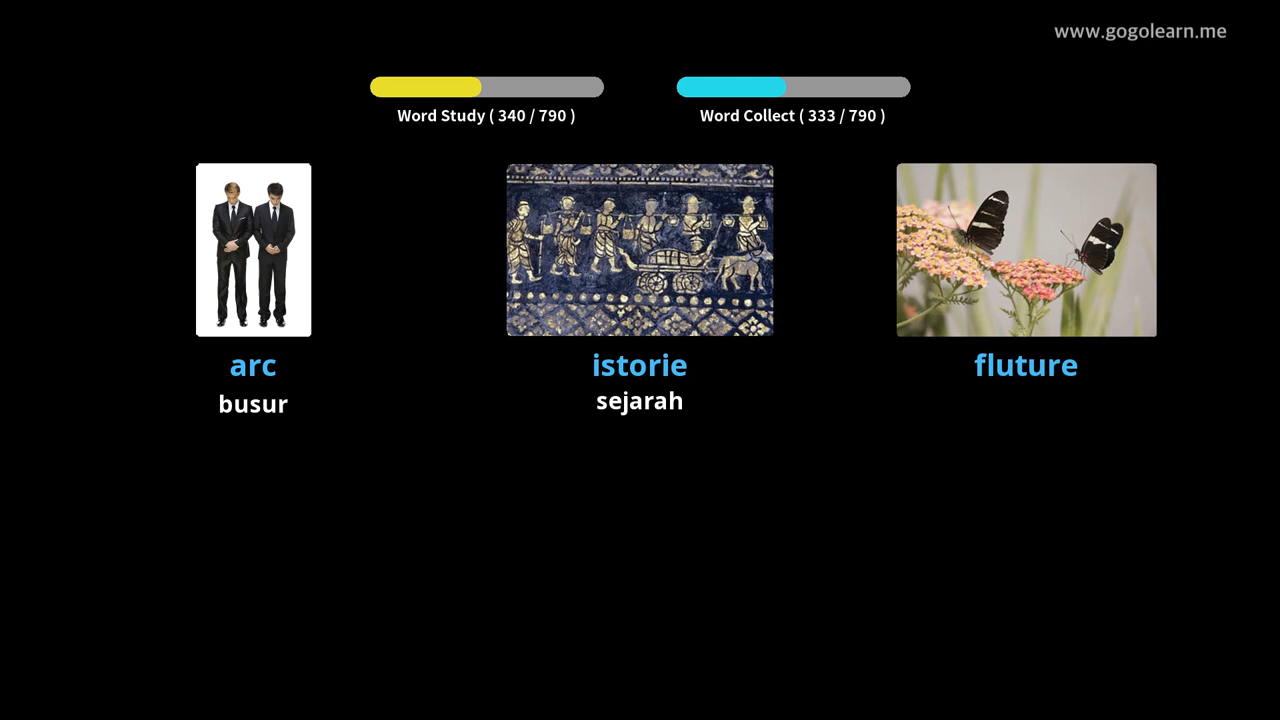 www.gogolearn.me
Word Study ( 340 / 790 )
Word Collect ( 333 / 790 )
arc
busur
istorie
sejarah
fluture